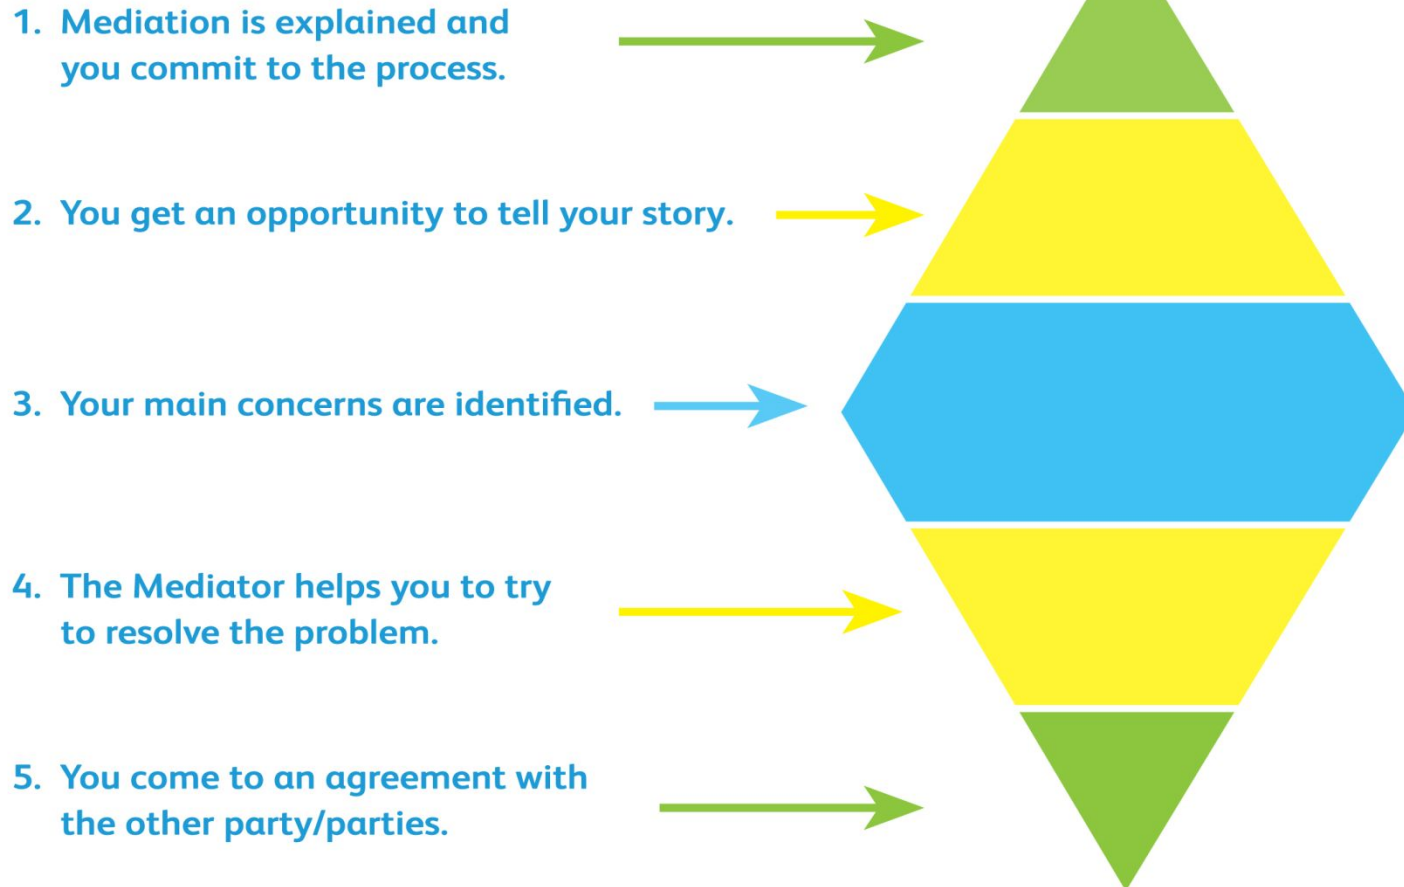 1. Mediation is explained and
you commit to the process.
2. You get an opportunity to tell your story.
3. Your main concerns are identified.
4. The Mediator helps you to try
to resolve the problem.
5. You come to an agreement with
the other party/parties.